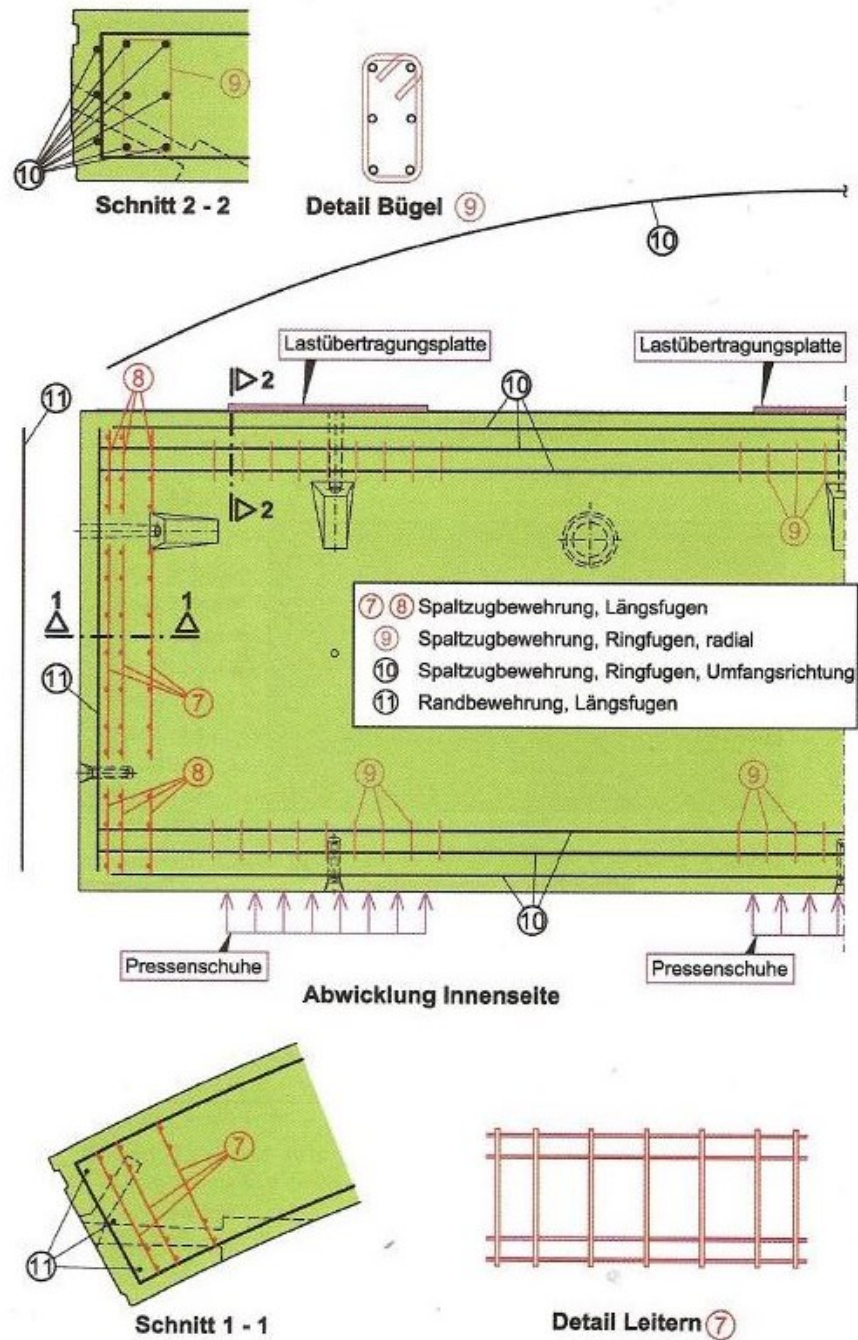 9
10
Schnitt 2 - 2
Detail Bügel 9
10
Lastübertragungsplatte
Lastübertragungsplatte
8
2
11
10
2
9
1 1
7 8 Spaltzugbewehrung, Längsfugen
9 Spaltzugbewehrung, Ringfugen, radial
10 Spaltzugbewehrung, Ringfugen, Umfangsrichtung
11 Randbewehrung, Längsfugen
11
7
8
9
9
10
Pressenschuhe
Pressenschuhe
Abwicklung Innenseite
7
11
Schnitt 1 - 1
Detail Leitern 7